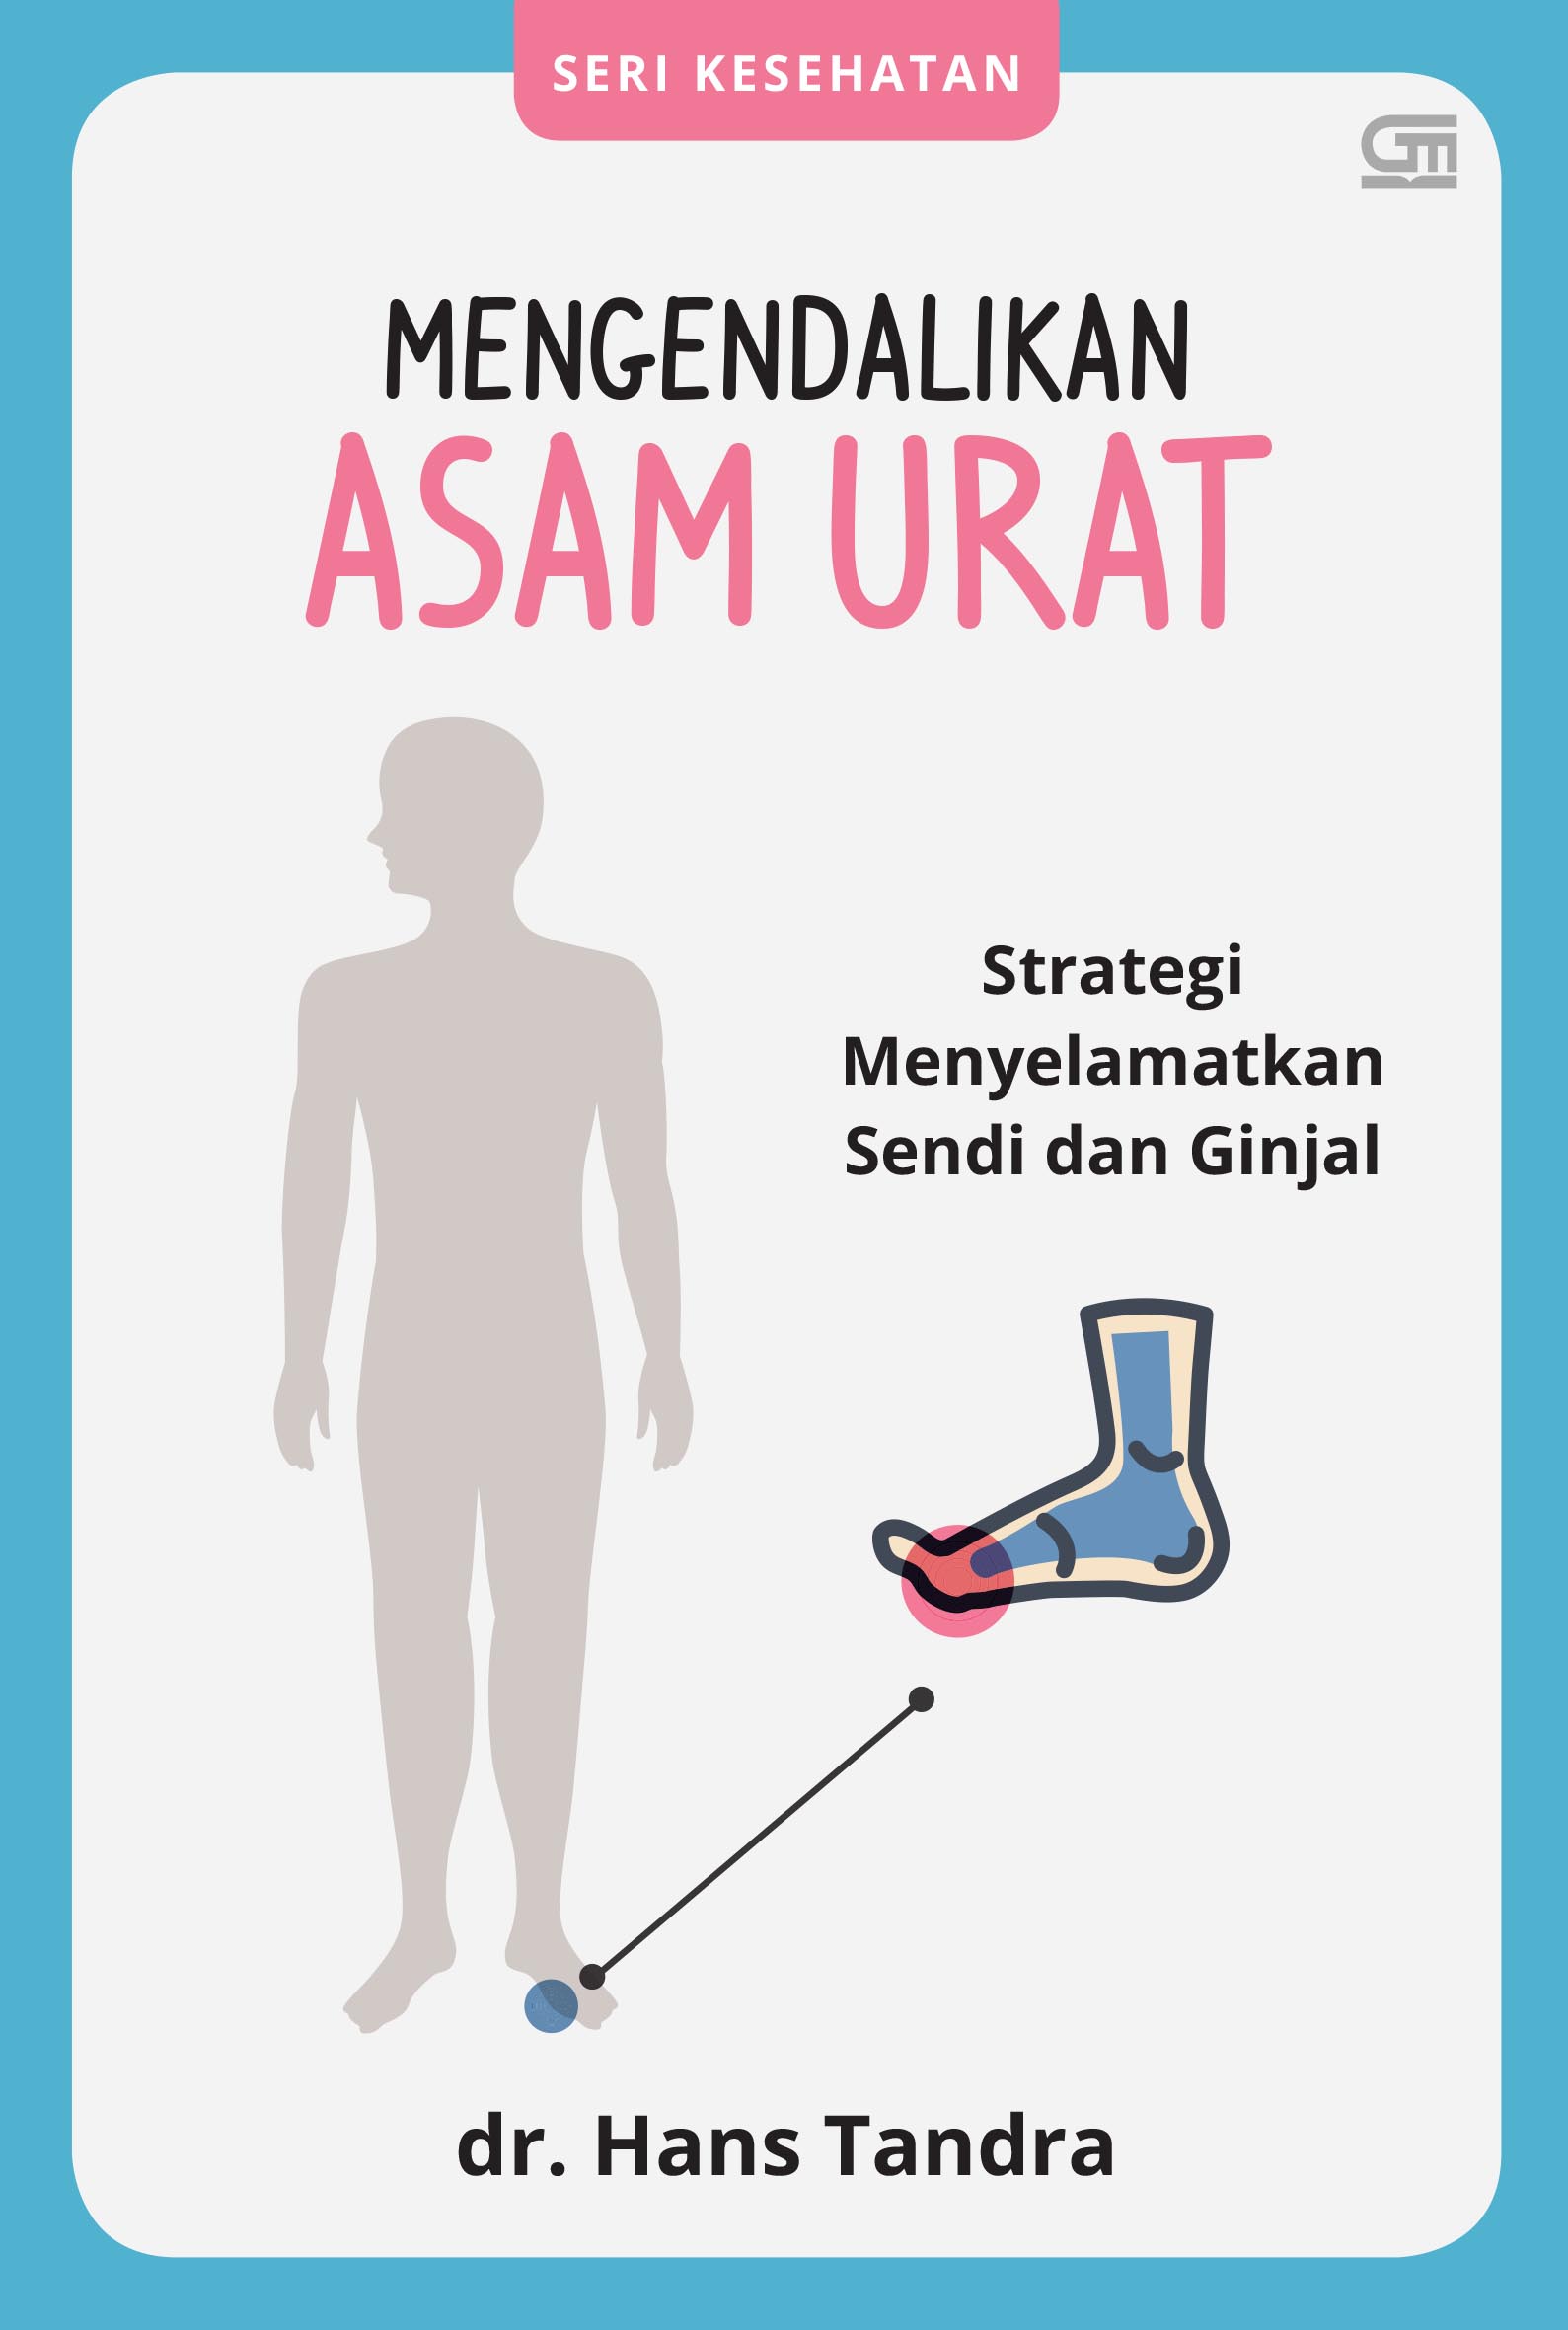 SERI KESEHATAN
MENGENDALIKAN
ASAM URAT
Strategi
Menyelamatkan
Sendi dan Ginjal
dr. Hans Tandra